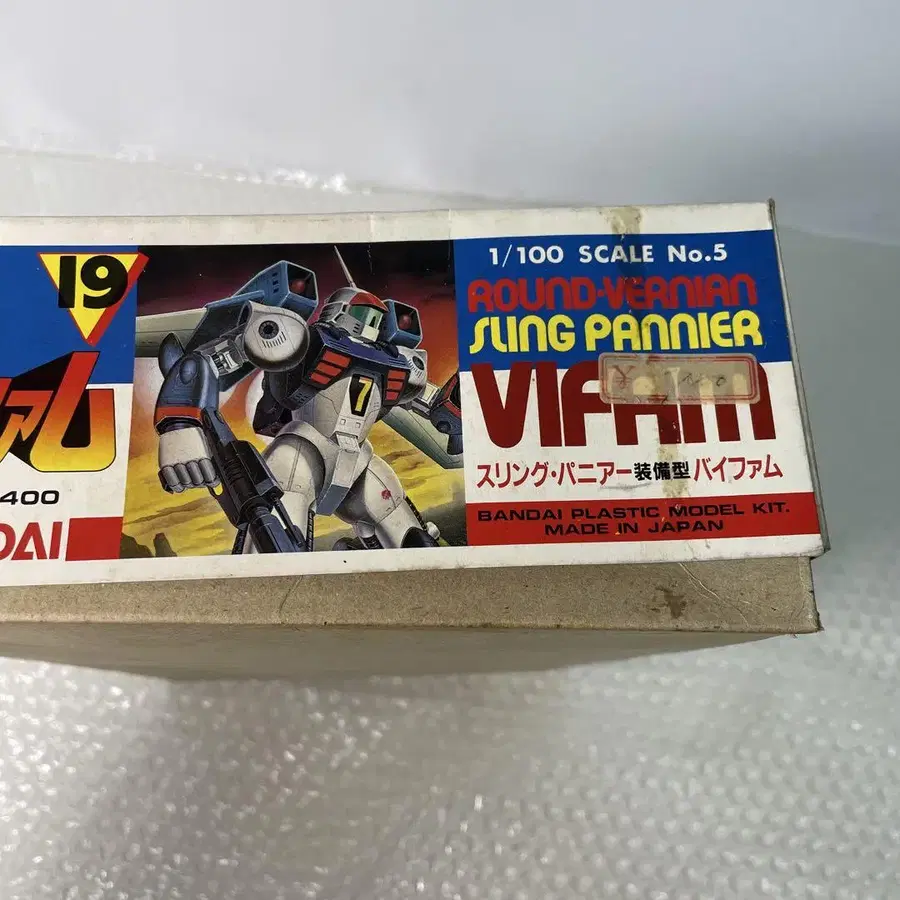 19
ァム
400
DAI
7
1/100 SCALE No.5
ROUND-VERNIAN
SLING PANNIER
VIFAM
スリング・パニアー装備型バイファム
BANDAI PLASTIC MODEL KIT.
MADE IN JAPAN
¥